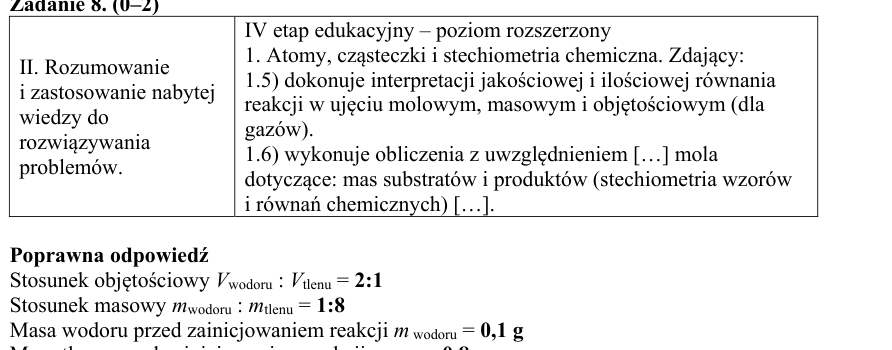 Zadanie 8. (0–2)
II. Rozumowanie
i zastosowanie nabytej
wiedzy do
rozwiązywania
problemów.
IV etap edukacyjny – poziom rozszerzony
1. Atomy, cząsteczki i stechiometria chemiczna. Zdający:
1.5) dokonuje interpretacji jakościowej i ilościowej równania
reakcji w ujęciu molowym, masowym i objętościowym (dla
gazów).
1.6) wykonuje obliczenia z uwzględnieniem […] mola
dotyczące: mas substratów i produktów (stechiometria wzorów
i równań chemicznych) […].
Poprawna odpowiedź
Stosunek objętościowy Vwodoru : Vtlenu = 2:1
Stosunek masowy mwodoru : mtlenu = 1:8
Masa wodoru przed zainicjowaniem reakcji m wodoru = 0,1 g